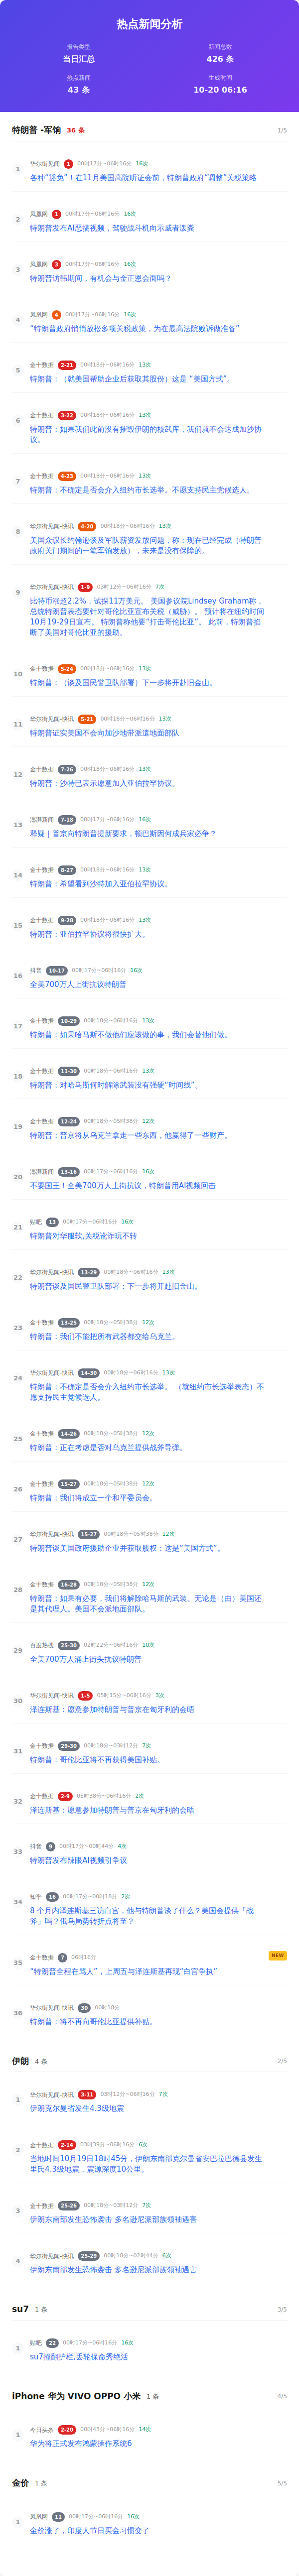 热点新闻分析
报告类型
当日汇总
新闻总数
426 条
热点新闻
43 条
生成时间
10-20 06:16
特朗普 -军饷 36 条 1/5
1
华尔街见闻 1 00时17分~06时16分 16次
各种“豁免”！在11月美国高院听证会前，特朗普政府“调整”关税策略
2
凤凰网 1 00时17分~06时16分 16次
特朗普发布AI恶搞视频，驾驶战斗机向示威者泼粪
3
凤凰网 3 00时17分~06时16分 16次
特朗普访韩期间，有机会与金正恩会面吗？
4
凤凰网 4 00时17分~06时16分 16次
“特朗普政府悄悄放松多项关税政策，为在最高法院败诉做准备”
5
金十数据 2-21 00时18分~06时16分 13次
特朗普：（就美国帮助企业后获取其股份）这是 “美国方式”。
6
金十数据 3-22 00时18分~06时16分 13次
特朗普：如果我们此前没有摧毁伊朗的核武库，我们就不会达成加沙协
议。
7
金十数据 4-23 00时18分~06时16分 13次
特朗普：不确定是否会介入纽约市长选举。不愿支持民主党候选人。
8
华尔街见闻-快讯 4-20 00时18分~06时16分 13次
美国众议长约翰逊谈及军队薪资发放问题，称：现在已经完成（特朗普
政府关门期间的一笔军饷发放），未来是没有保障的。
9
华尔街见闻-快讯 1-9 03时12分~06时16分 7次
比特币涨超2.2%，试探11万美元。 美国参议院Lindsey Graham称，
总统特朗普表态要针对哥伦比亚宣布关税（威胁）。 预计将在纽约时间
10月19-29日宣布。 特朗普称他要“打击哥伦比亚”。 此前，特朗普掐
断了美国对哥伦比亚的援助。
10
金十数据 5-24 00时18分~06时16分 13次
特朗普：（谈及国民警卫队部署）下一步将开赴旧金山。
11
华尔街见闻-快讯 5-21 00时18分~06时16分 13次
特朗普证实美国不会向加沙地带派遣地面部队
12
金十数据 7-26 00时18分~06时16分 13次
特朗普：沙特已表示愿意加入亚伯拉罕协议。
13
澎湃新闻 7-18 00时17分~06时16分 16次
释疑｜普京向特朗普提新要求，顿巴斯因何成兵家必争？
14
金十数据 8-27 00时18分~06时16分 13次
特朗普：希望看到沙特加入亚伯拉罕协议。
15
金十数据 9-28 00时18分~06时16分 13次
特朗普：亚伯拉罕协议将很快扩大。
16
抖音 10-17 00时17分~06时16分 16次
全美700万人上街抗议特朗普
17
金十数据 10-29 00时18分~06时16分 13次
特朗普：如果哈马斯不做他们应该做的事，我们会替他们做。
18
金十数据 11-30 00时18分~06时16分 13次
特朗普：对哈马斯何时解除武装没有强硬“时间线”。
19
金十数据 12-24 00时18分~05时38分 12次
特朗普：普京将从乌克兰拿走一些东西，他赢得了一些财产。
20
澎湃新闻 13-16 00时17分~06时16分 16次
不要国王！全美700万人上街抗议，特朗普用AI视频回击
21
贴吧 13 00时17分~06时16分 16次
特朗普对华服软,关税讹诈玩不转
22
华尔街见闻-快讯 13-29 00时18分~06时16分 13次
特朗普谈及国民警卫队部署：下一步将开赴旧金山。
23
金十数据 13-25 00时18分~05时38分 12次
特朗普：我们不能把所有武器都交给乌克兰。
24
华尔街见闻-快讯 14-30 00时18分~06时16分 13次
特朗普：不确定是否会介入纽约市长选举。 （就纽约市长选举表态）不
愿支持民主党候选人。
25
金十数据 14-26 00时18分~05时38分 12次
特朗普：正在考虑是否对乌克兰提供战斧导弹。
26
金十数据 15-27 00时18分~05时38分 12次
特朗普：我们将成立一个和平委员会。
27
华尔街见闻-快讯 15-27 00时18分~05时38分 12次
特朗普谈美国政府援助企业并获取股权：这是“美国方式”。
28
金十数据 16-28 00时18分~05时38分 12次
特朗普：如果有必要，我们将解除哈马斯的武装。无论是（由）美国还
是其代理人。美国不会派地面部队。
29
百度热搜 25-30 02时22分~06时16分 10次
全美700万人涌上街头抗议特朗普
30
华尔街见闻-快讯 1-5 05时15分~06时16分 3次
泽连斯基：愿意参加特朗普与普京在匈牙利的会晤
31
金十数据 29-30 00时18分~03时12分 7次
特朗普：哥伦比亚将不再获得美国补贴。
32
金十数据 2-9 05时38分~06时16分 2次
泽连斯基：愿意参加特朗普与普京在匈牙利的会晤
33
抖音 9 00时17分~00时44分 4次
特朗普发布辣眼AI视频引争议
34
知乎 16 00时17分~00时18分 2次
8 个月内泽连斯基三访白宫，他与特朗普谈了什么？美国会提供「战
斧」吗？俄乌局势转折点将至？
35
金十数据 7 06时16分 NEW
“特朗普全程在骂人”，上周五与泽连斯基再现“白宫争执”
36
华尔街见闻-快讯 30 00时18分
特朗普：将不再向哥伦比亚提供补贴。
伊朗 4 条 2/5
1
华尔街见闻-快讯 3-11 03时12分~06时16分 7次
伊朗克尔曼省发生4.3级地震
2
金十数据 2-14 03时39分~06时16分 6次
当地时间10月19日18时45分，伊朗东南部克尔曼省安巴拉巴德县发生
里氏4.3级地震，震源深度10公里。
3
金十数据 25-26 00时18分~03时12分 7次
伊朗东南部发生恐怖袭击 多名逊尼派部族领袖遇害
4
华尔街见闻-快讯 25-29 00时18分~02时44分 6次
伊朗东南部发生恐怖袭击 多名逊尼派部族领袖遇害
su7 1 条 3/5
1
贴吧 22 00时17分~06时16分 16次
su7撞翻护栏,丢轮保命秀绝活
iPhone 华为 VIVO OPPO 小米 1 条 4/5
1
今日头条 2-20 00时43分~06时16分 14次
华为将正式发布鸿蒙操作系统6
金价 1 条 5/5
1
凤凰网 11 00时17分~06时16分 16次
金价涨了，印度人节日买金习惯变了